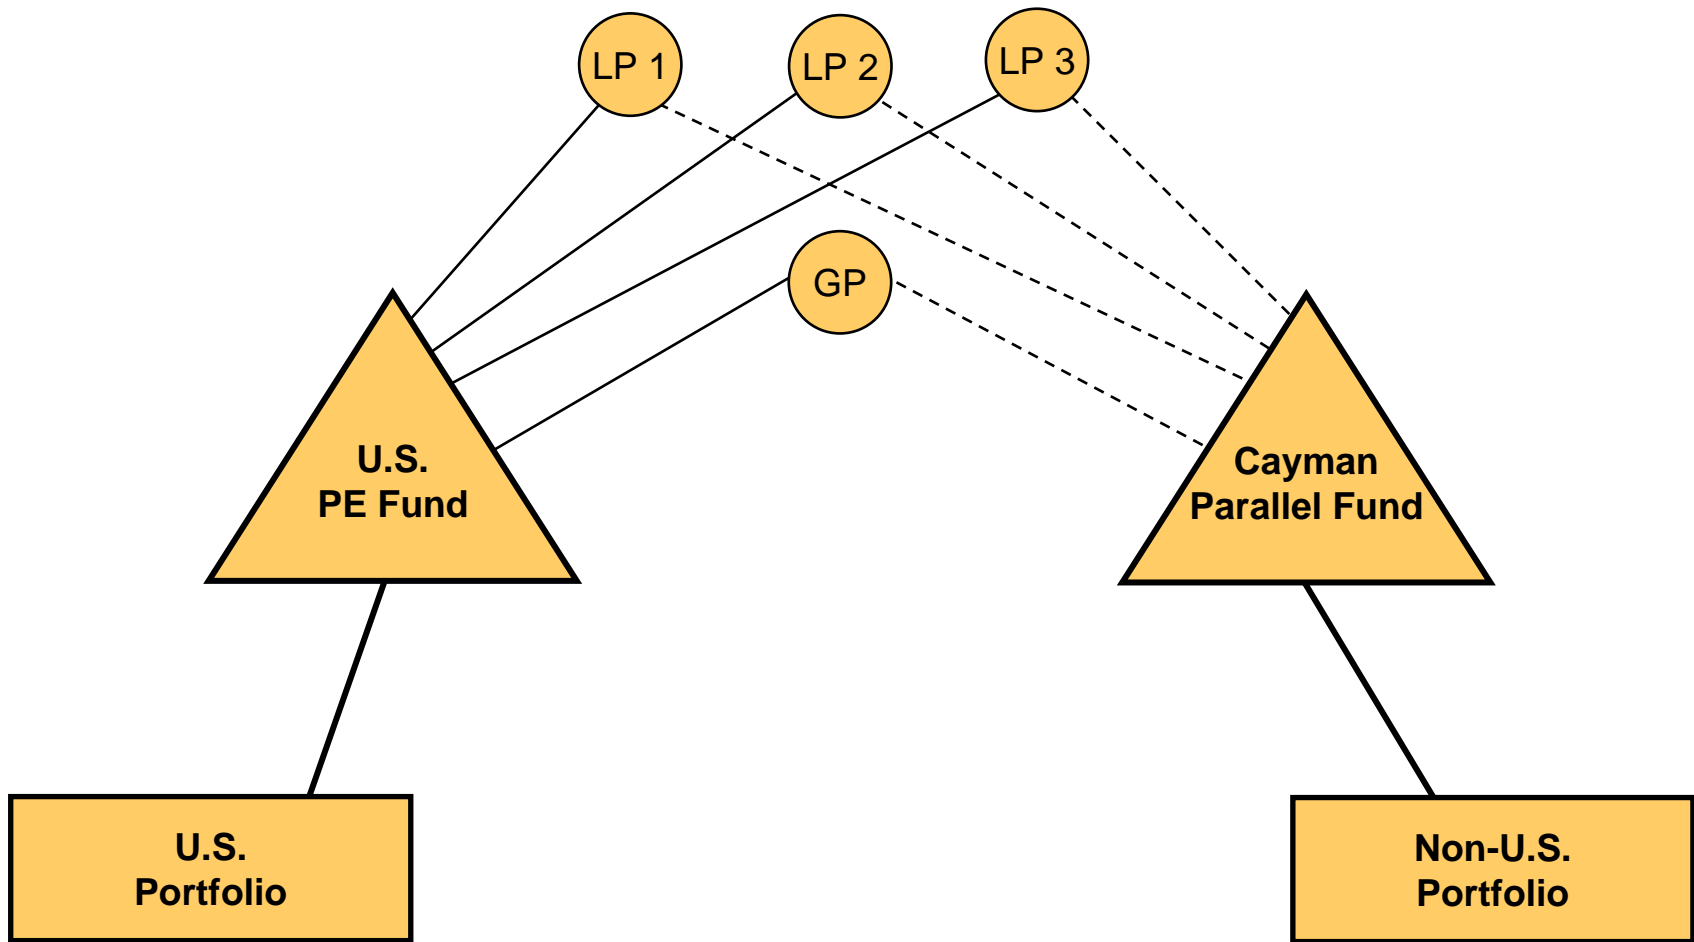 LP 1
LP 2
LP 3
GP
U.S.
PE Fund
Cayman
Parallel Fund
U.S.
Portfolio
Non-U.S.
Portfolio